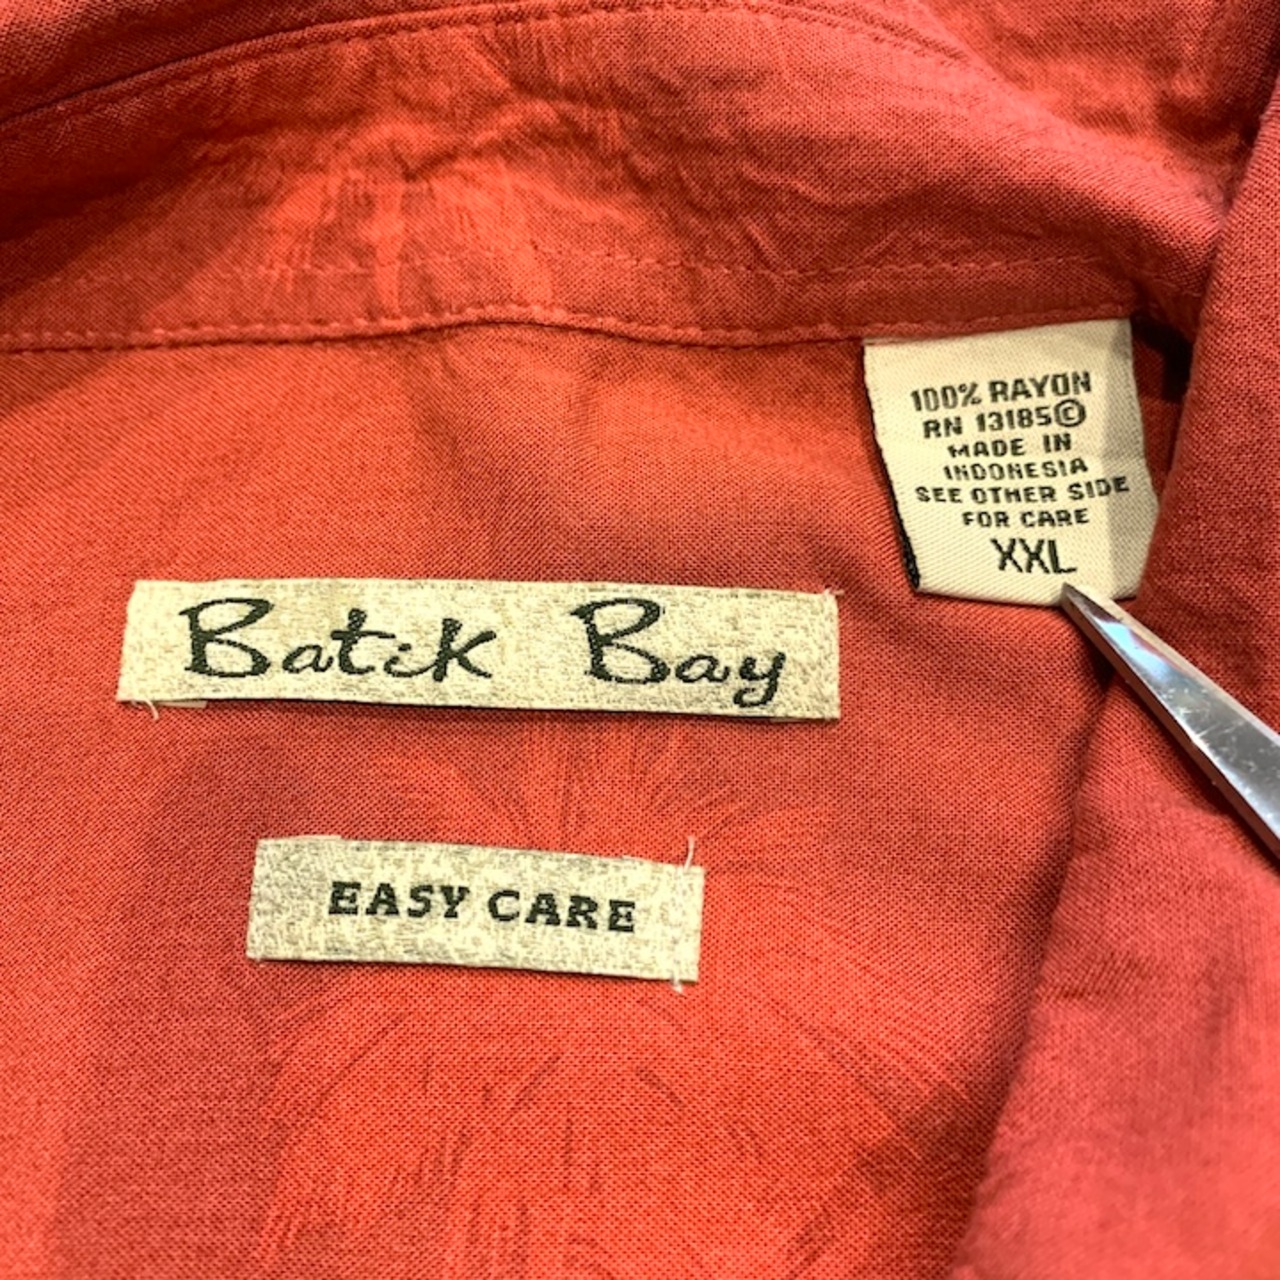 100% RAYON
RN 13185©
MADE IN
INDONESIA
SEE OTHER SIDE
FOR CARE
XXL
Batik Bay
EASY CARE